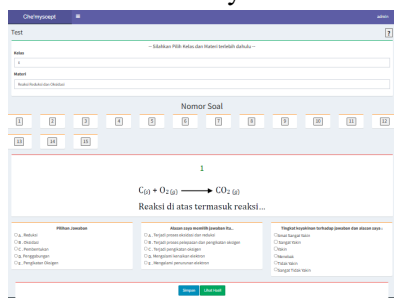 Che'myscept admin
Test ?
-- Silahkan Pilih Kelas dan Materi terlebih dahulu --
Kelas
X
Materi
Reaksi Reduksi dan Oksidasi
Nomor Soal
1 2 3 4 5 6 7 8 9 10 11 12
13 14 15
1
C(s) + O2 (g) → CO2 (g)
Reaksi di atas termasuk reaksi...
Pilihan Jawaban
A. Reduksi
B. Oksidasi
C. Pembentukan
D. Penggabungan
E. Pengikatan Oksigen
Alasan saya memilih jawaban itu..
A. Terjadi proses oksidasi dan reduksi
B. Terjadi proses pelepasan dan pengikatan oksigen
C. Terjadi pengikatan oksigen
D. Mengalami kenaikan elektron
E. Mengalami penurunan elektron
Tingkat keyakinan terhadap jawaban dan alasan saya..
Amat Sangat Yakin
Sangat Yakin
Yakin
Menebak
Tidak Yakin
Sangat Tidak Yakin
Simpan Lihat Hasil